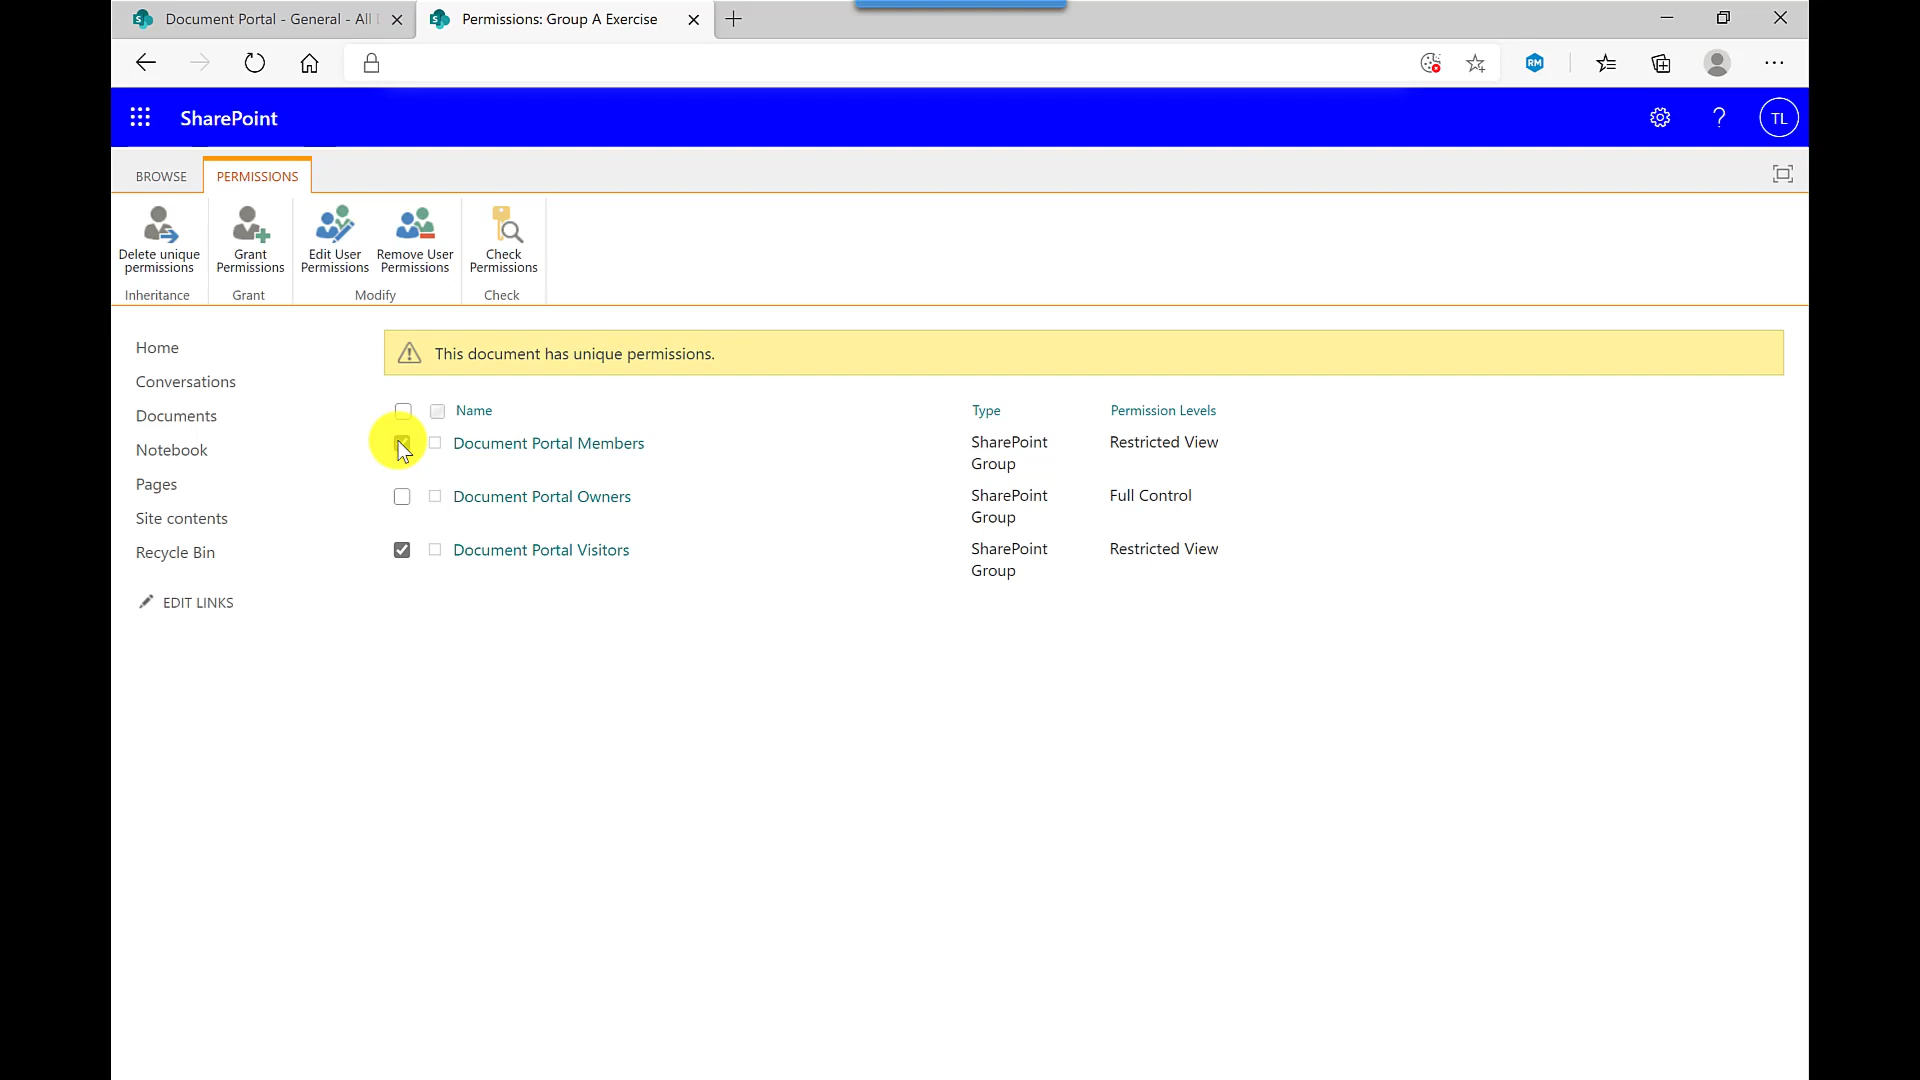 Document Portal - General - All
Permissions: Group A Exercise
RM
SharePoint
?
TL
BROWSE
PERMISSIONS
Delete unique permissions
Grant Permissions
Edit User Permissions
Remove User Permissions
Check Permissions
Inheritance
Grant
Modify
Check
Home
Conversations
Documents
Notebook
Pages
Site contents
Recycle Bin
EDIT LINKS
This document has unique permissions.
Name Type Permission Levels
Document Portal Members SharePoint Group Restricted View
Document Portal Owners SharePoint Group Full Control
Document Portal Visitors SharePoint Group Restricted View